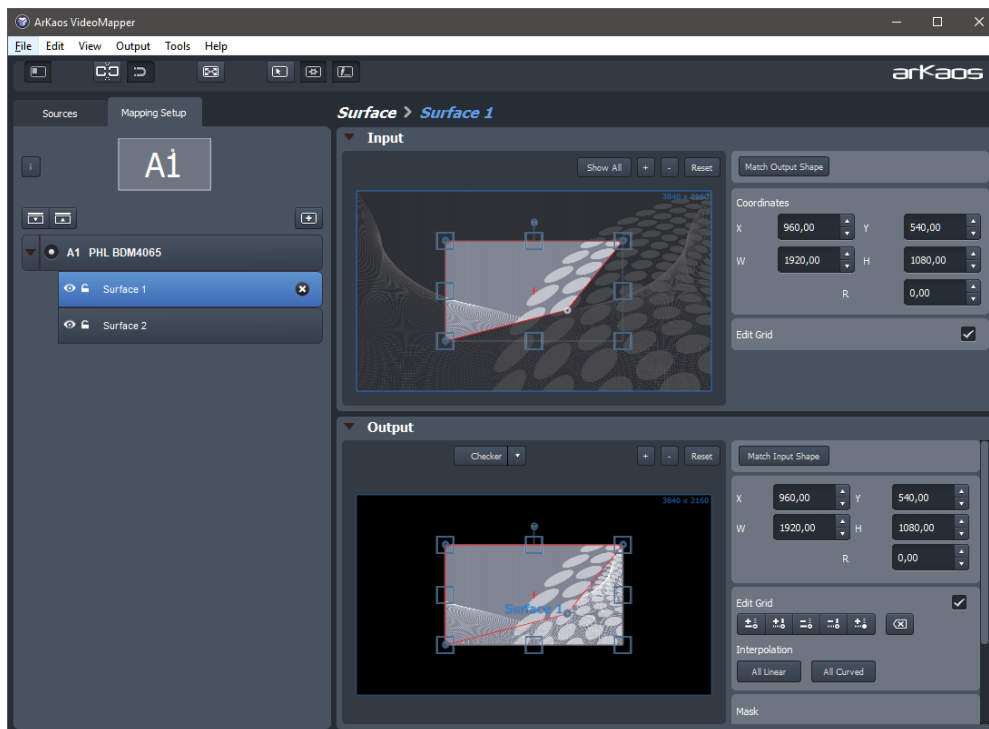 ArKaos VideoMapper
File Edit View Output Tools Help
arKaos
Sources Mapping Setup
Surface > Surface 1
Input
i
A1
Show All + - Reset
Match Output Shape
3840 x 2160
Coordinates
X 960,00 Y 540,00
W 1920,00 H 1080,00
R 0,00
A1 PHL BDM4065
Surface 1
Surface 2
Edit Grid
Output
Checker + - Reset
Match Input Shape
3840 x 2160
X 960,00 Y 540,00
W 1920,00 H 1080,00
R 0,00
Surface 1
Edit Grid
Interpolation
All Linear All Curved
Mask